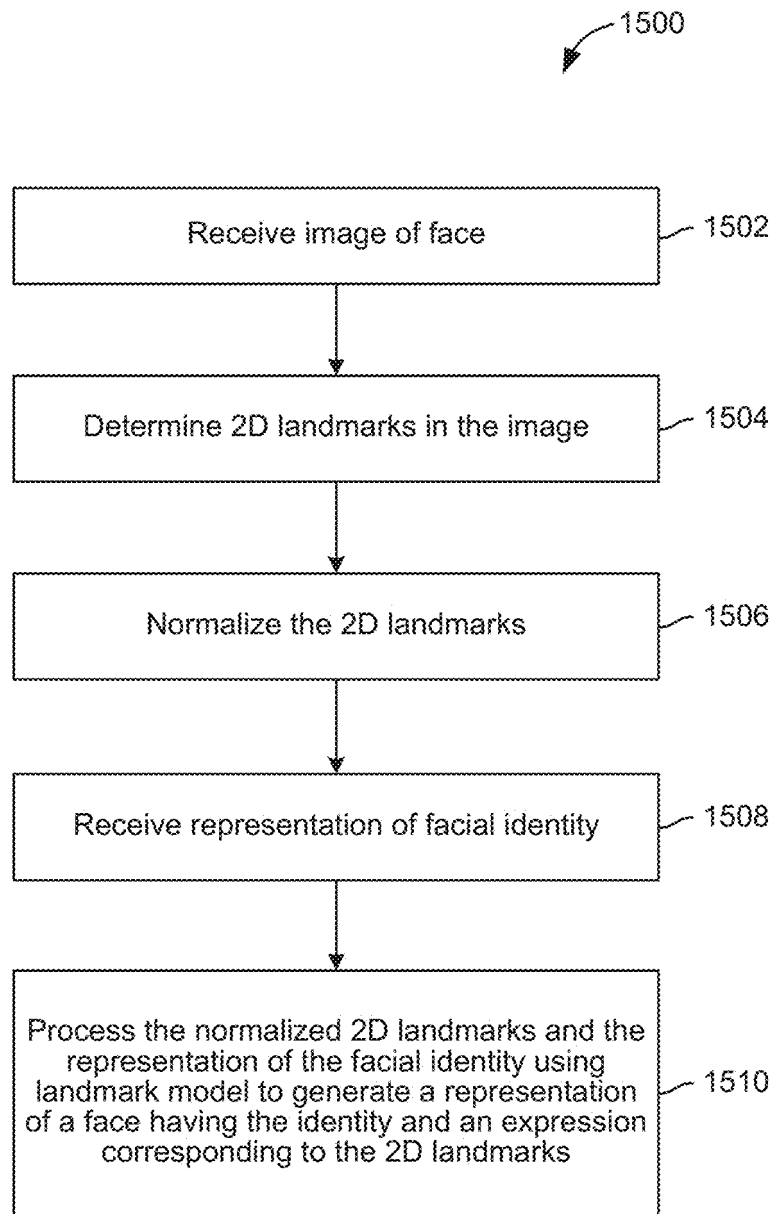 1500
Receive image of face
1502
Determine 2D landmarks in the image
1504
Normalize the 2D landmarks
1506
Receive representation of facial identity
1508
Process the normalized 2D landmarks and the
representation of the facial identity using
landmark model to generate a representation
of a face having the identity and an expression
corresponding to the 2D landmarks
1510